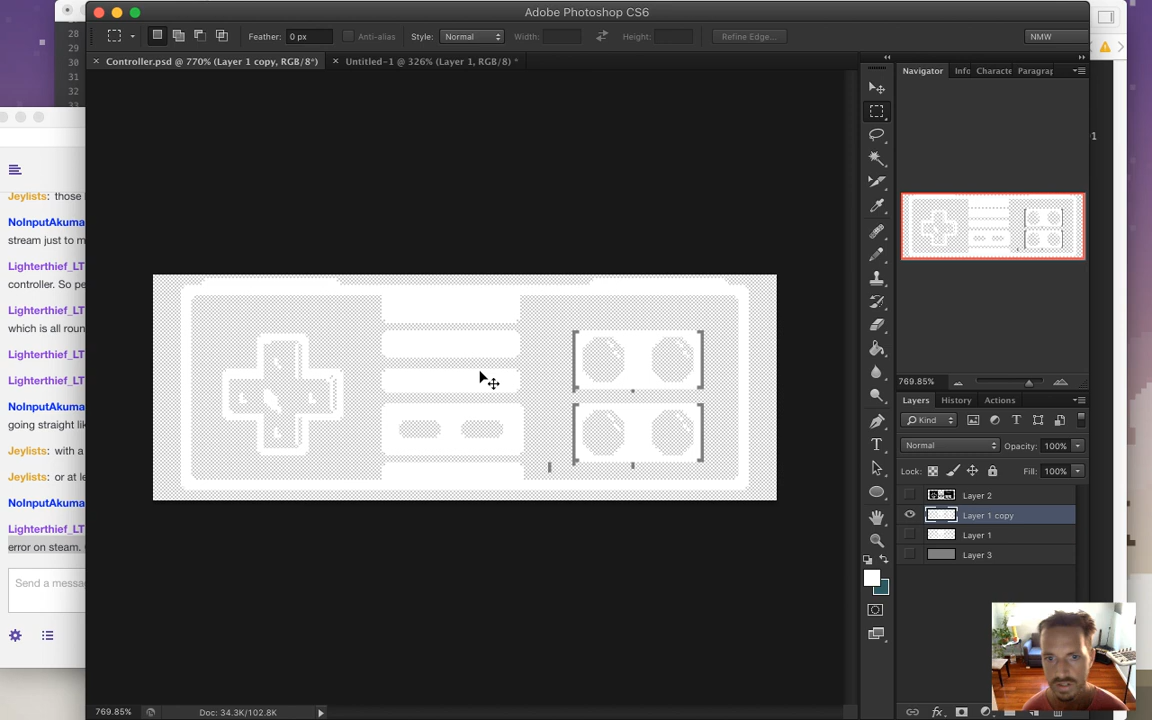 Adobe Photoshop CS6
Feather: 0 px Anti-alias Style: Normal Width: Height: Refine Edge... NMW
× Controller.psd @ 770% (Layer 1 copy, RGB/8*) × Untitled-1 @ 326% (Layer 1, RGB/8) *
28
29
30
31
32
Navigator Info Characte Paragrap
Jeylists: those
NoInputAkuma
stream just to m
Lighterthief_LT
controller. So pe
Lighterthief_LT
which is all roun
Lighterthief_LT
Lighterthief_LT
NoInputAkuma
going straight lik
Jeylists: with a
Jeylists: or at le
NoInputAkuma
Lighterthief_LT
error on steam.
Send a messa
769.85%
Layers History Actions
Kind
Normal Opacity: 100%
Lock: Fill: 100%
Layer 2
Layer 1 copy
Layer 1
Layer 3
fx
769.85% Doc: 34.3K/102.8K